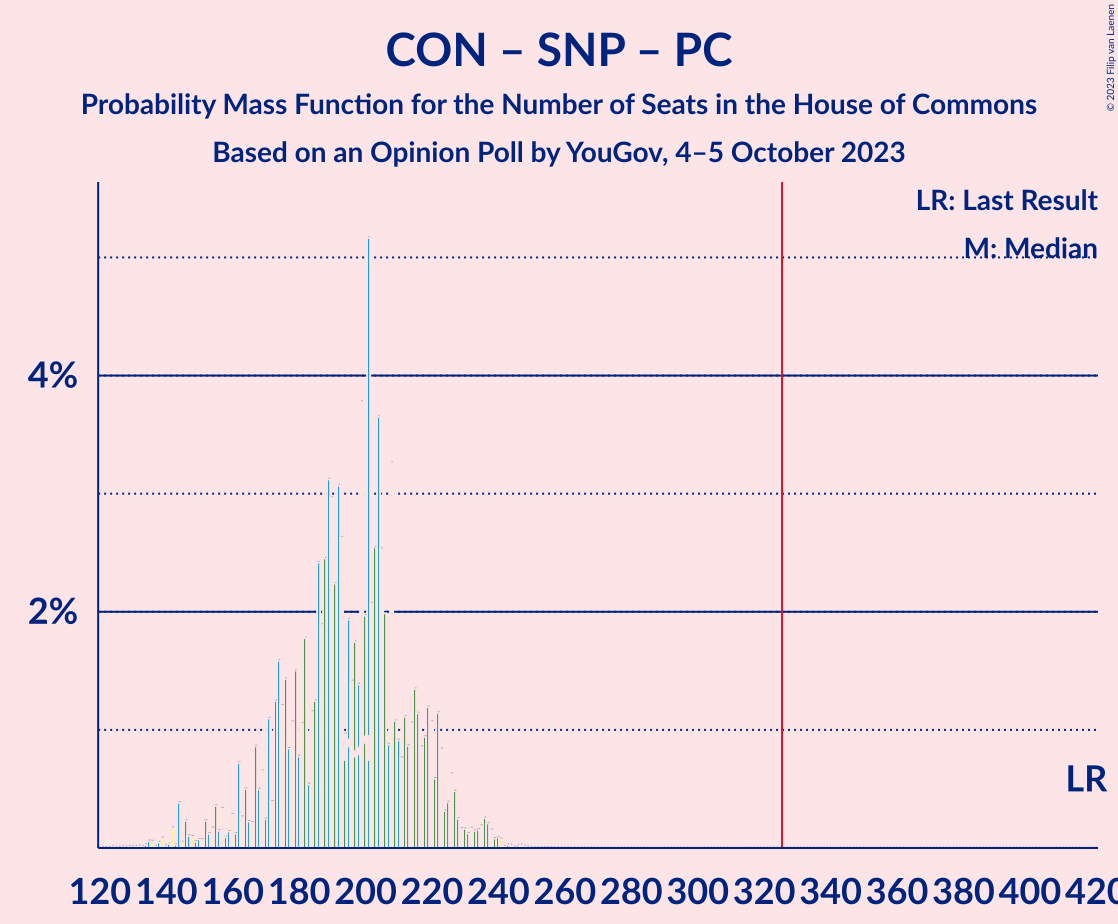 CON – SNP – PC
Probability Mass Function for the Number of Seats in the House of Commons
Based on an Opinion Poll by YouGov, 4–5 October 2023
© 2023 Filip van Laenen
LR: Last Result
M: Median
4%
2%
LR
120 140 160 180 200 220 240 260 280 300 320 340 360 380 400 420